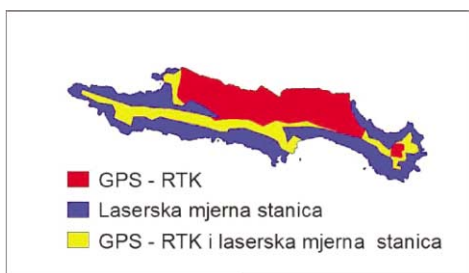 GPS - RTK
Laserska mjerna stanica
GPS - RTK i laserska mjerna stanica